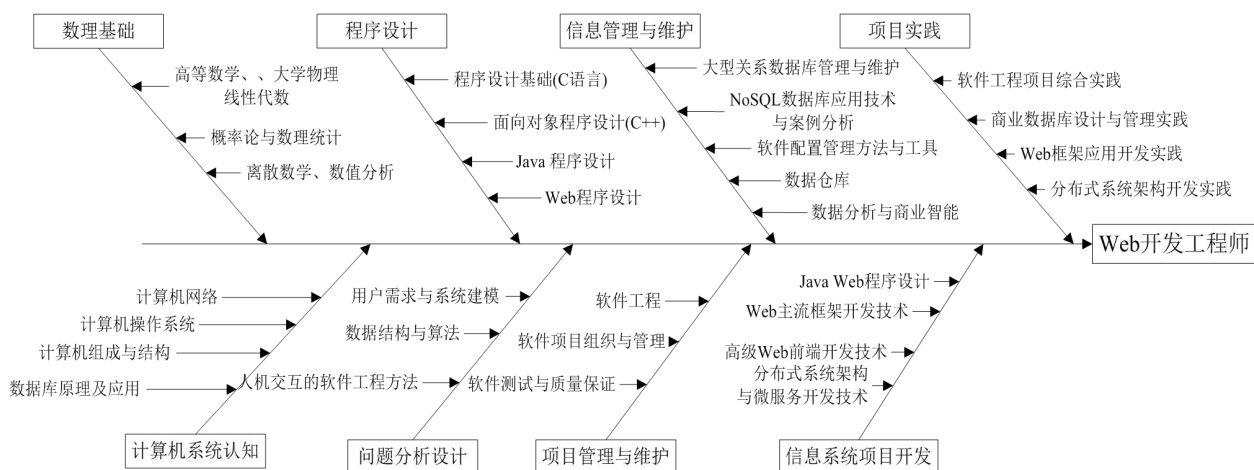 数理基础
高等数学、、大学物理
线性代数
概率论与数理统计
离散数学、数值分析
程序设计
程序设计基础(C语言)
面向对象程序设计(C++)
Java 程序设计
Web程序设计
信息管理与维护
大型关系数据库管理与维护
NoSQL数据库应用技术
与案例分析
软件配置管理方法与工具
数据仓库
数据分析与商业智能
项目实践
软件工程项目综合实践
商业数据库设计与管理实践
Web框架应用开发实践
分布式系统架构开发实践
Web开发工程师
计算机网络
计算机操作系统
计算机组成与结构
数据库原理及应用
计算机系统认知
用户需求与系统建模
数据结构与算法
人机交互的软件工程方法
问题分析设计
软件工程
软件项目组织与管理
软件测试与质量保证
项目管理与维护
Java Web程序设计
Web主流框架开发技术
高级Web前端开发技术
分布式系统架构
与微服务开发技术
信息系统项目开发